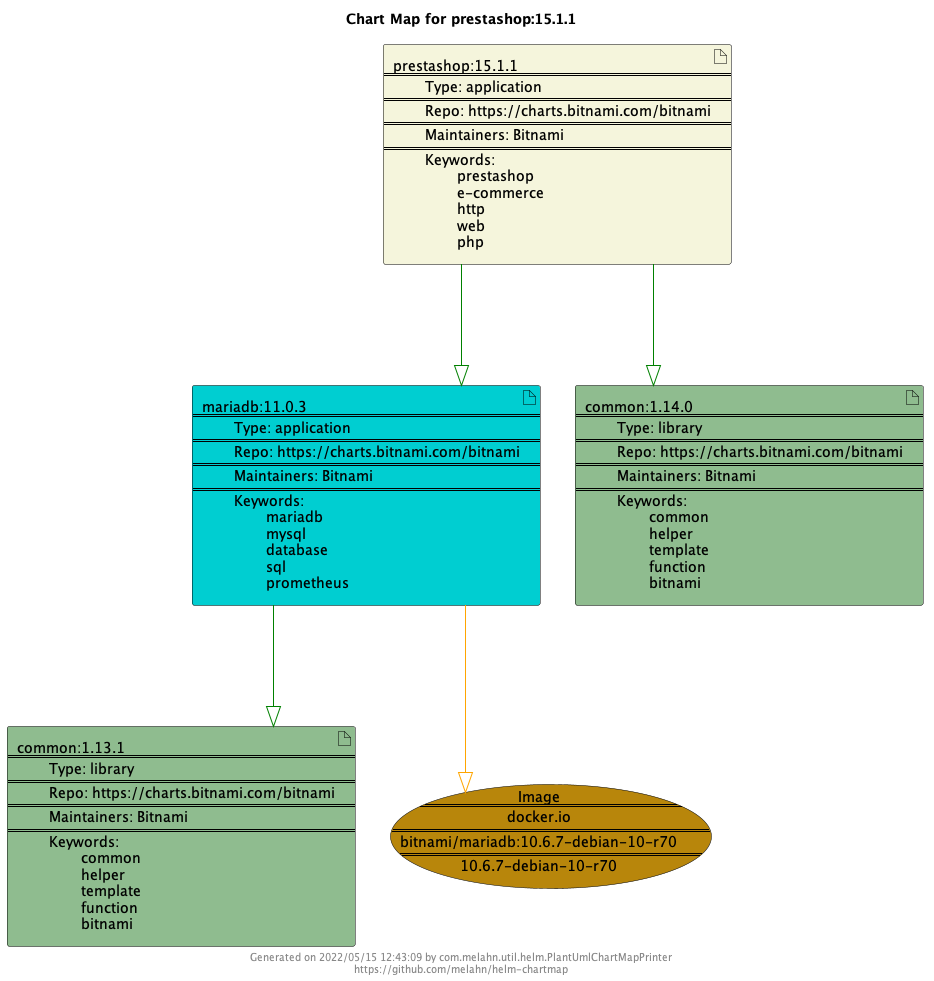 Chart Map for prestashop:15.1.1
prestashop:15.1.1
Type: application
Repo: https://charts.bitnami.com/bitnami
Maintainers: Bitnami
Keywords:
prestashop
e-commerce
http
web
php
mariadb:11.0.3
Type: application
Repo: https://charts.bitnami.com/bitnami
Maintainers: Bitnami
Keywords:
mariadb
mysql
database
sql
prometheus
common:1.14.0
Type: library
Repo: https://charts.bitnami.com/bitnami
Maintainers: Bitnami
Keywords:
common
helper
template
function
bitnami
common:1.13.1
Type: library
Repo: https://charts.bitnami.com/bitnami
Maintainers: Bitnami
Keywords:
common
helper
template
function
bitnami
Image
docker.io
bitnami/mariadb:10.6.7-debian-10-r70
10.6.7-debian-10-r70
Generated on 2022/05/15 12:43:09 by com.melahn.util.helm.PlantUmlChartMapPrinter
https://github.com/melahn/helm-chartmap